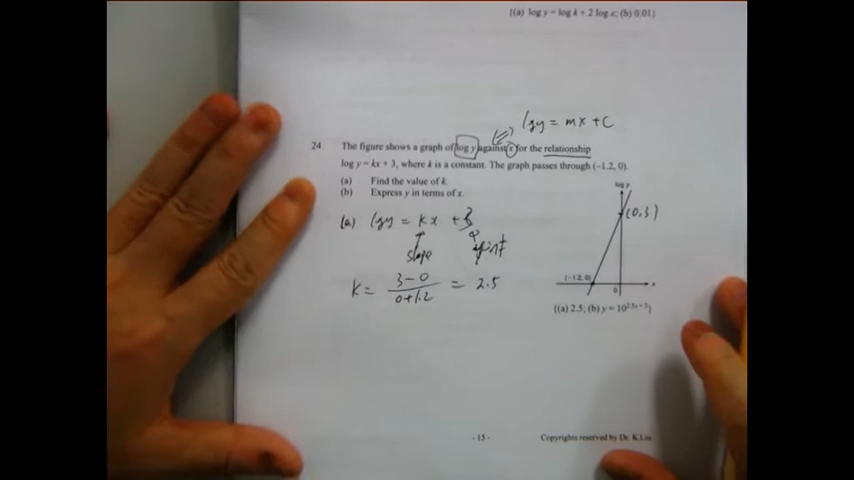 [(a) log y = log k + 2 log c; (b) 0.01]
lgy = mx + c
24. The figure shows a graph of log y against x for the relationship
log y = kx + 3, where k is a constant. The graph passes through (−1.2, 0).
(a) Find the value of k.
(b) Express y in terms of x.
log y
(0,3)
(a) lgy = kx + 3
slope y-int
k = 3−0 / 0+1.2 = 2.5
(−1.2, 0)
0
x
[(a) 2.5; (b) y = 10^{2.5x+3}]
- 15 -
Copyrights reserved by Dr. K.Liu